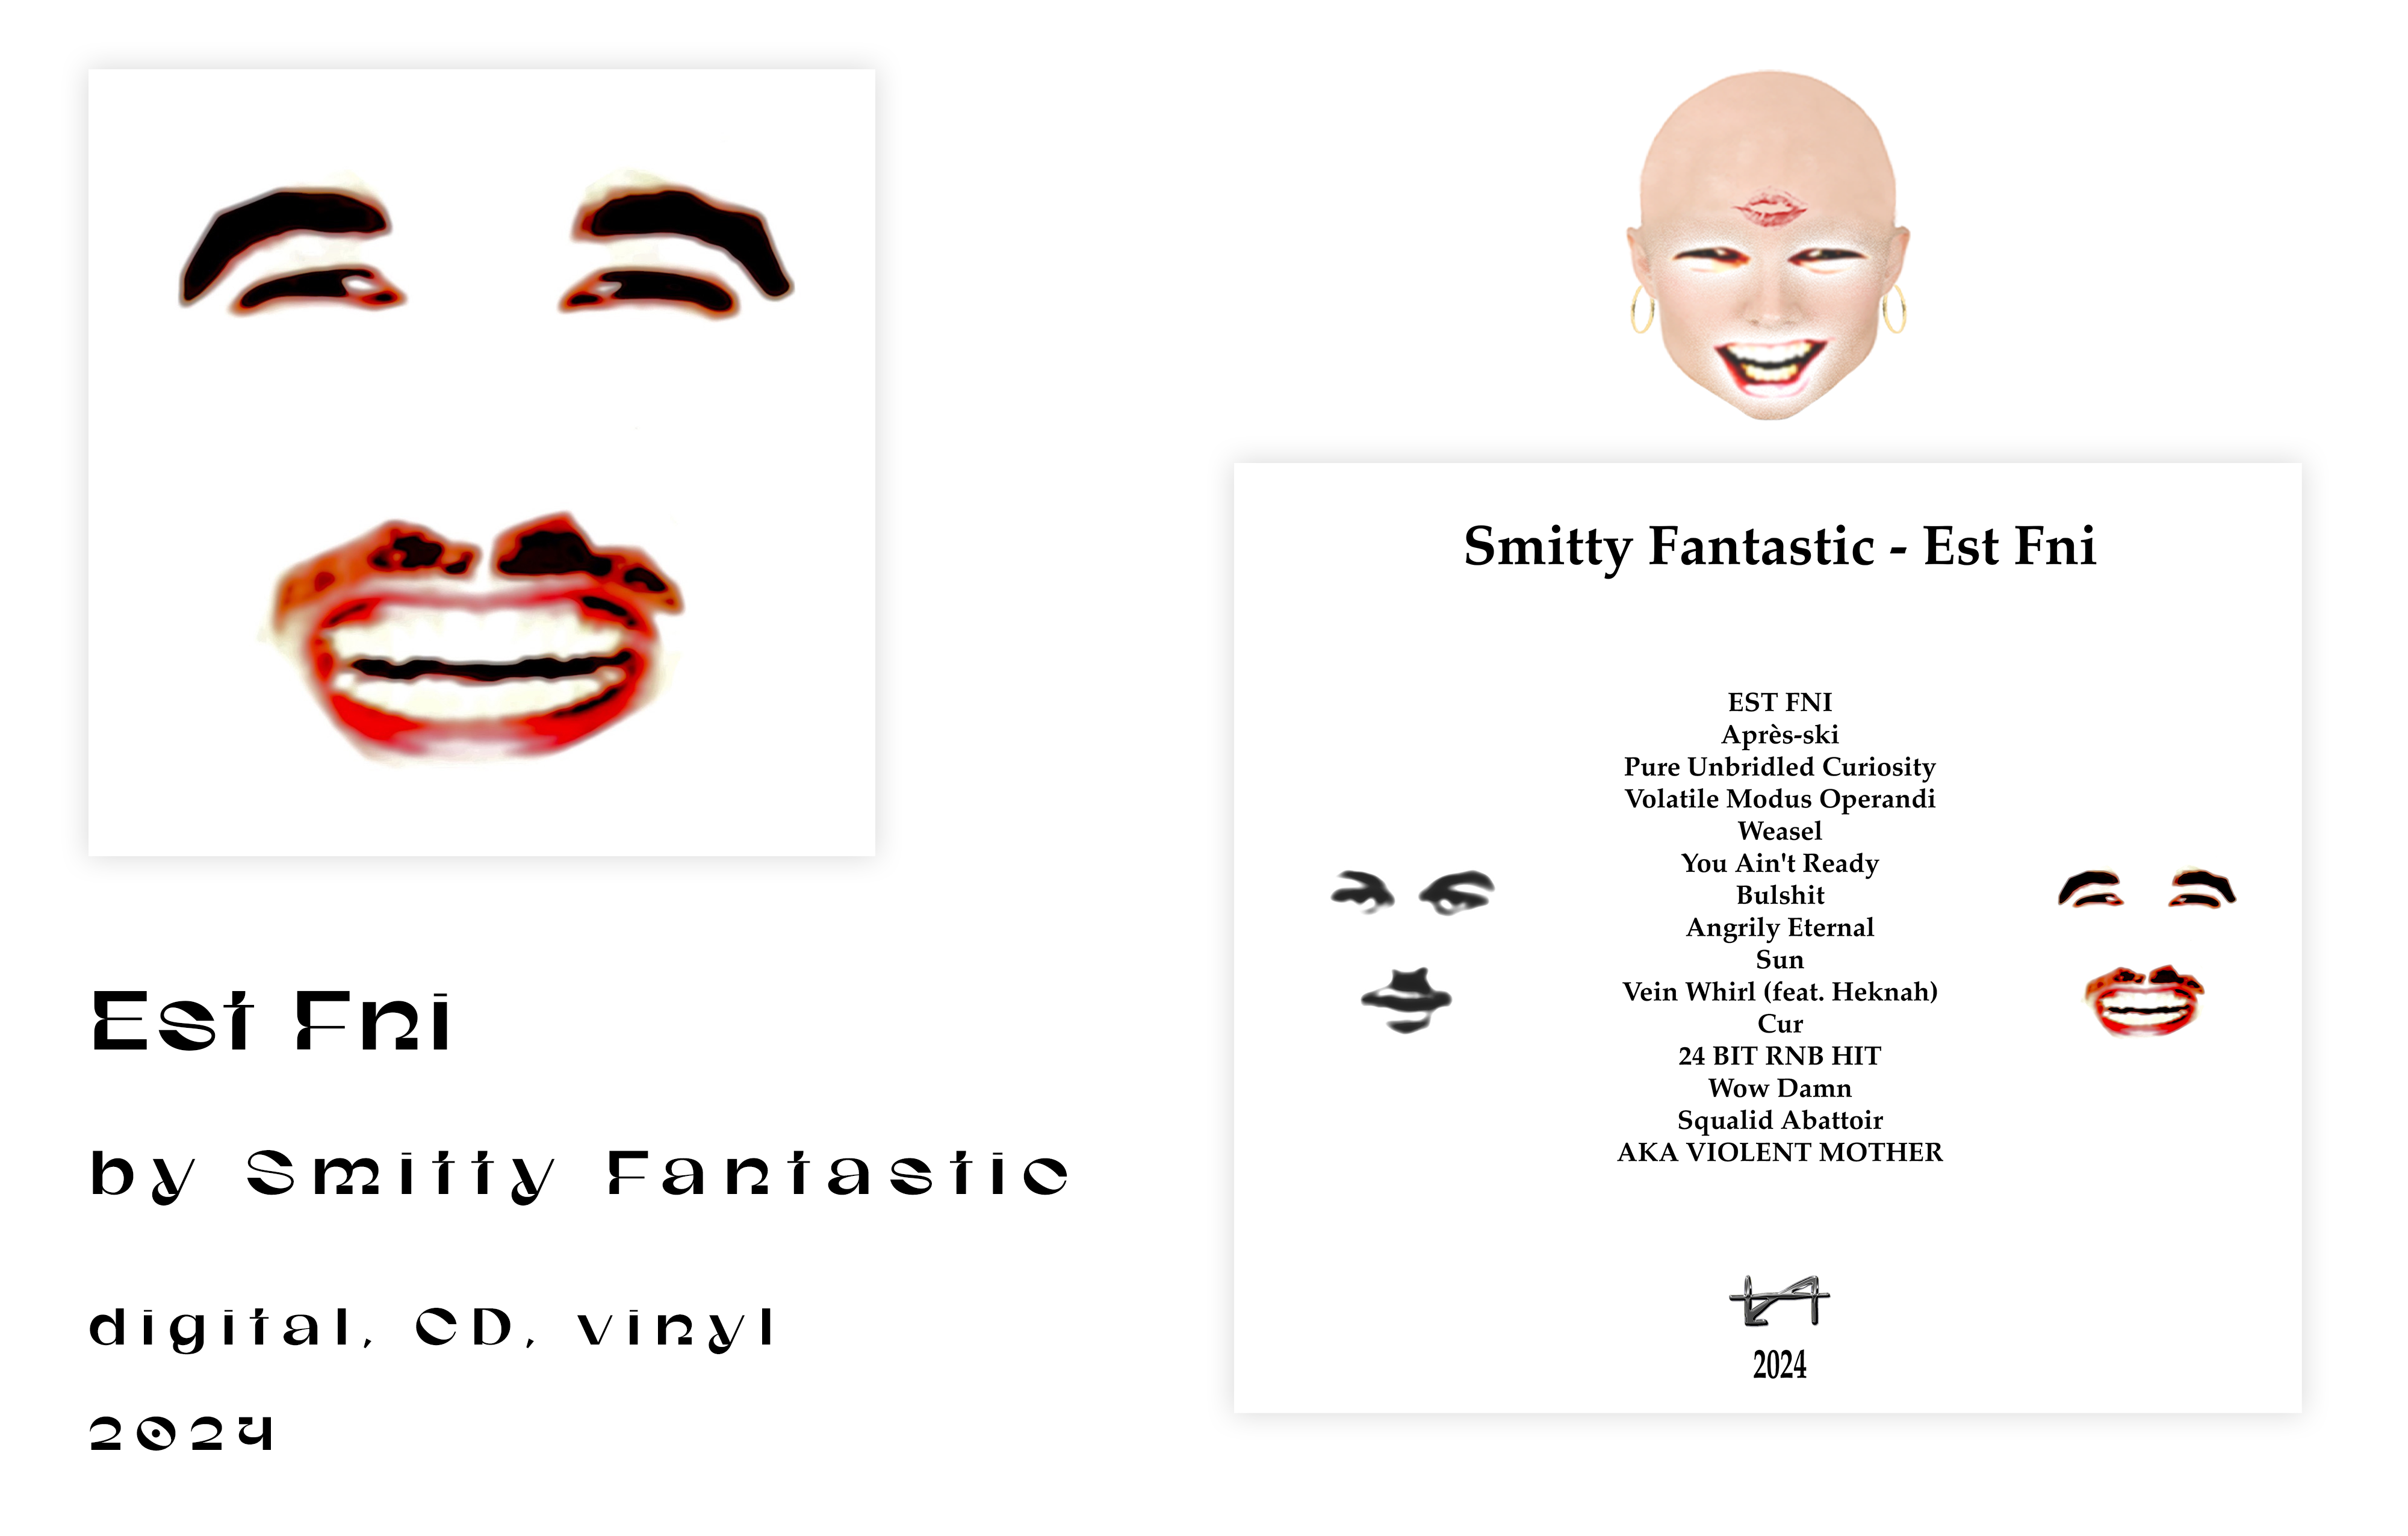 Est Fni
by Smitty Fantastic
digital, CD, vinyl
2024
Smitty Fantastic - Est Fni
EST FNI
Après-ski
Pure Unbridled Curiosity
Volatile Modus Operandi
Weasel
You Ain't Ready
Bulshit
Angrily Eternal
Sun
Vein Whirl (feat. Heknah)
Cur
24 BIT RNB HIT
Wow Damn
Squalid Abattoir
AKA VIOLENT MOTHER
2024